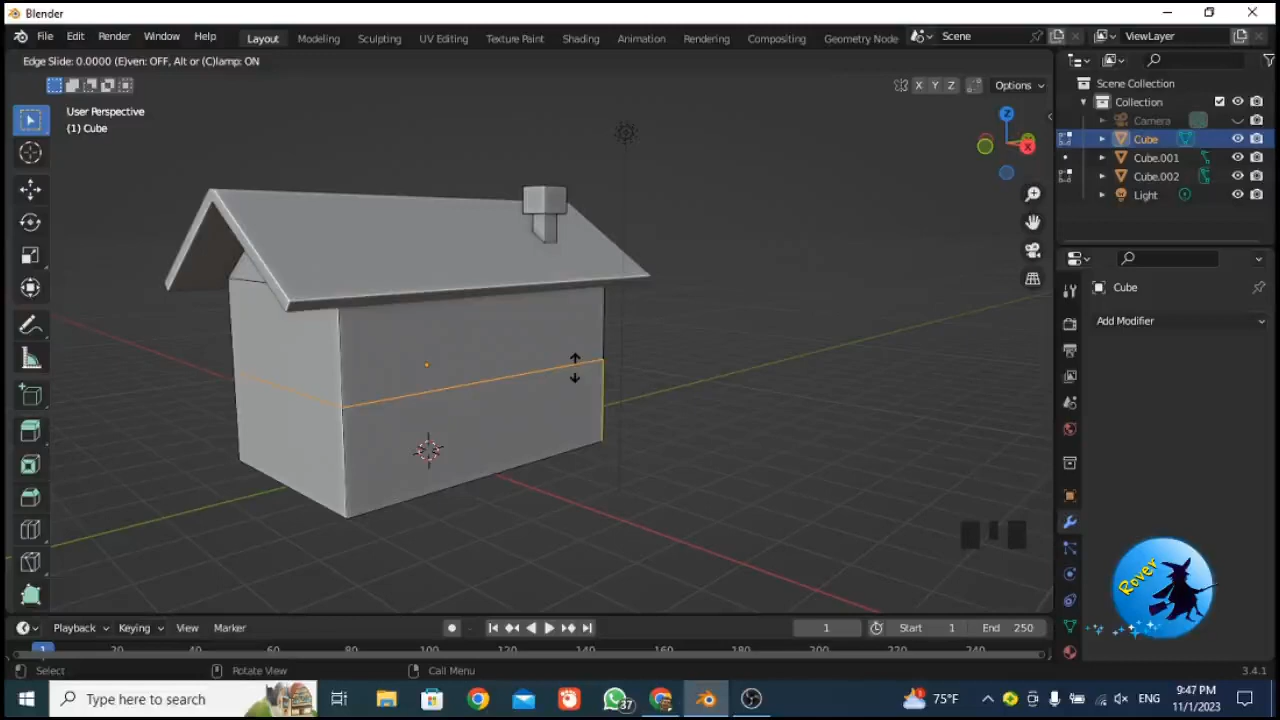 Blender
File Edit Render Window Help Layout Modeling Sculpting UV Editing Texture Paint Shading Animation Rendering Compositing Geometry Node Scene ViewLayer
Edge Slide: 0.0000 (E)ven: OFF, Alt or (C)lamp: ON
X Y Z Options
User Perspective
(1) Cube
Z
X
Scene Collection
Collection
Camera
Cube
Cube.001
Cube.002
Light
Cube
Add Modifier
Rover
Playback Keying View Marker 1 Start 1 End 250
1 20 40 60 80 100 120 140 160 180 200 220 240
Select Rotate View Call Menu 3.4.1
Type here to search 37 75°F ENG 9:47 PM
11/1/2023